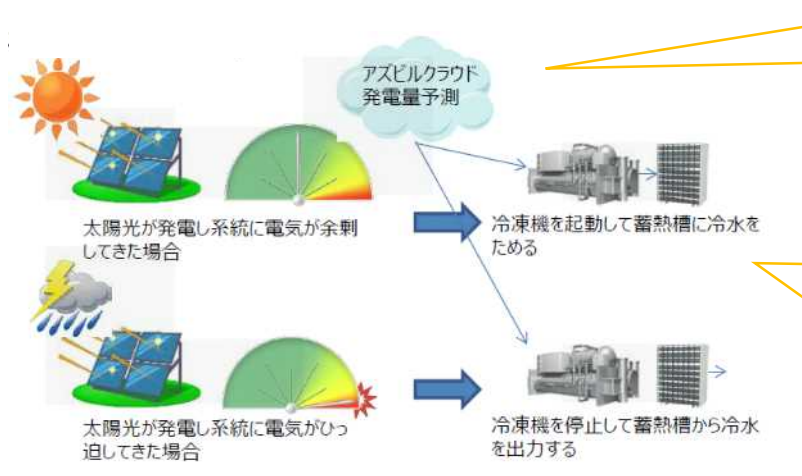 アズビルクラウド
発電量予測
太陽光が発電し系統に電気が余剰
してきた場合
冷凍機を起動して蓄熱槽に冷水を
ためる
太陽光が発電し系統に電気がひっ
迫してきた場合
冷凍機を停止して蓄熱槽から冷水
を出力する